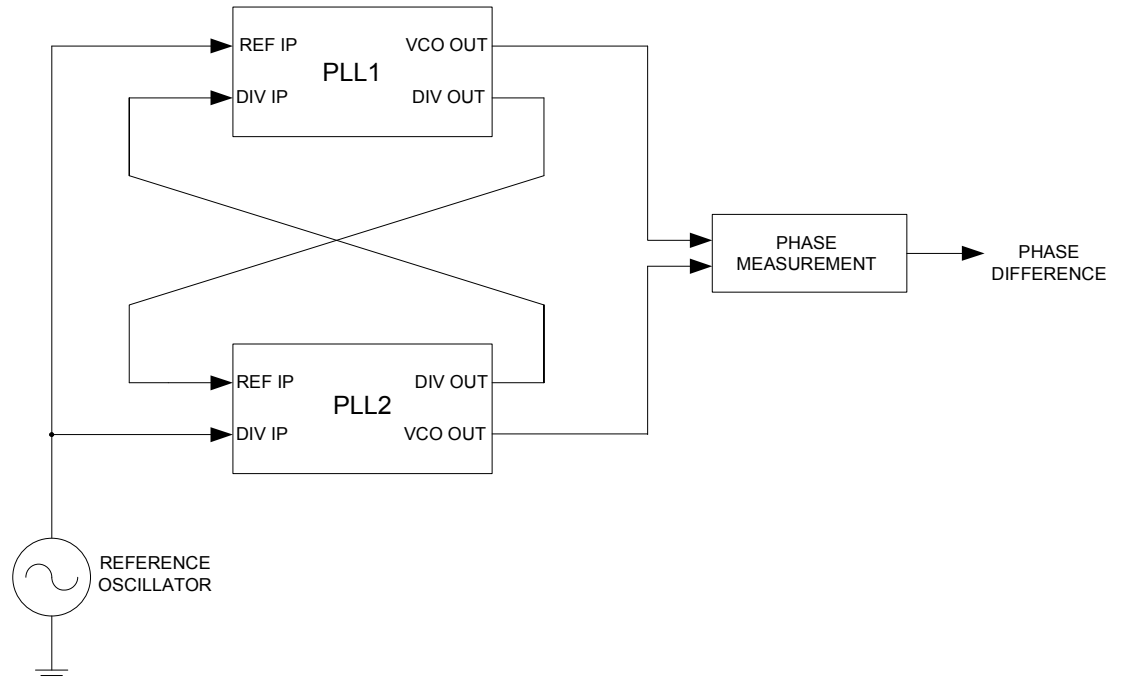 REF IP
VCO OUT
PLL1
DIV IP
DIV OUT
PHASE
MEASUREMENT
PHASE
DIFFERENCE
REF IP
DIV OUT
PLL2
DIV IP
VCO OUT
REFERENCE
OSCILLATOR